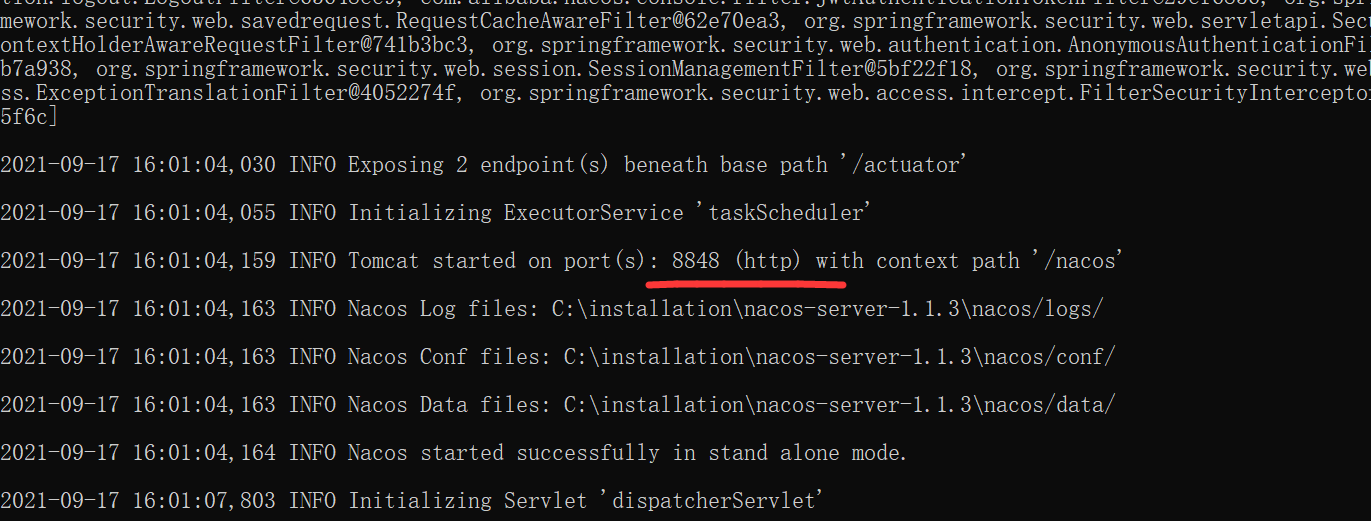 mework.security.web.savedrequest.RequestCacheAwareFilter@62e70ea3, org.springframework.security.web.servletapi.Sec
ontextHolderAwareRequestFilter@741b3bc3, org.springframework.security.web.authentication.AnonymousAuthenticationFi
b7a938, org.springframework.security.web.session.SessionManagementFilter@5bf22f18, org.springframework.security.we
ss.ExceptionTranslationFilter@4052274f, org.springframework.security.web.access.intercept.FilterSecurityIntercepto
5f6c]
2021-09-17 16:01:04,030 INFO Exposing 2 endpoint(s) beneath base path '/actuator'
2021-09-17 16:01:04,055 INFO Initializing ExecutorService 'taskScheduler'
2021-09-17 16:01:04,159 INFO Tomcat started on port(s): 8848 (http) with context path '/nacos'
2021-09-17 16:01:04,163 INFO Nacos Log files: C:\installation\nacos-server-1.1.3\nacos/logs/
2021-09-17 16:01:04,163 INFO Nacos Conf files: C:\installation\nacos-server-1.1.3\nacos/conf/
2021-09-17 16:01:04,163 INFO Nacos Data files: C:\installation\nacos-server-1.1.3\nacos/data/
2021-09-17 16:01:04,164 INFO Nacos started successfully in stand alone mode.
2021-09-17 16:01:07,803 INFO Initializing Servlet 'dispatcherServlet'